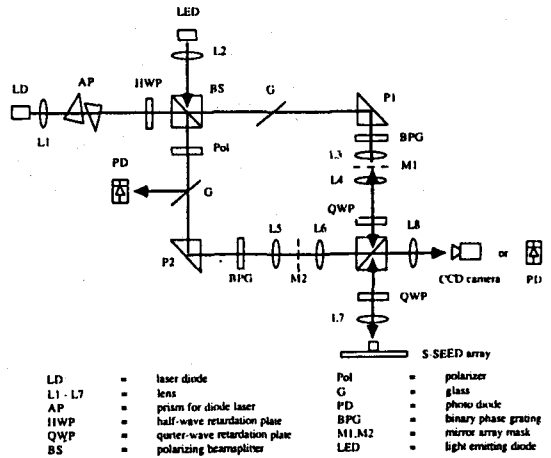 LED
L2
LD
L1
AP
HWP
BS
G
P1
BPG
L3
M1
L4
Pol
PD
G
QWP
L5
L6
L8
P2
BPG
M2
CCD camera
or
PD
QWP
L7
S-SEED array
LD = laser diode
L1 - L7 = lens
AP = prism for diode laser
HWP = half-wave retardation plate
QWP = qurter-wave retardation plate
BS = polarizing beamsplitter
Pol = polarizer
G = glass
PD = photo diode
BPG = binary phase grating
M1,M2 = mirror array mask
LED = light emitting diode